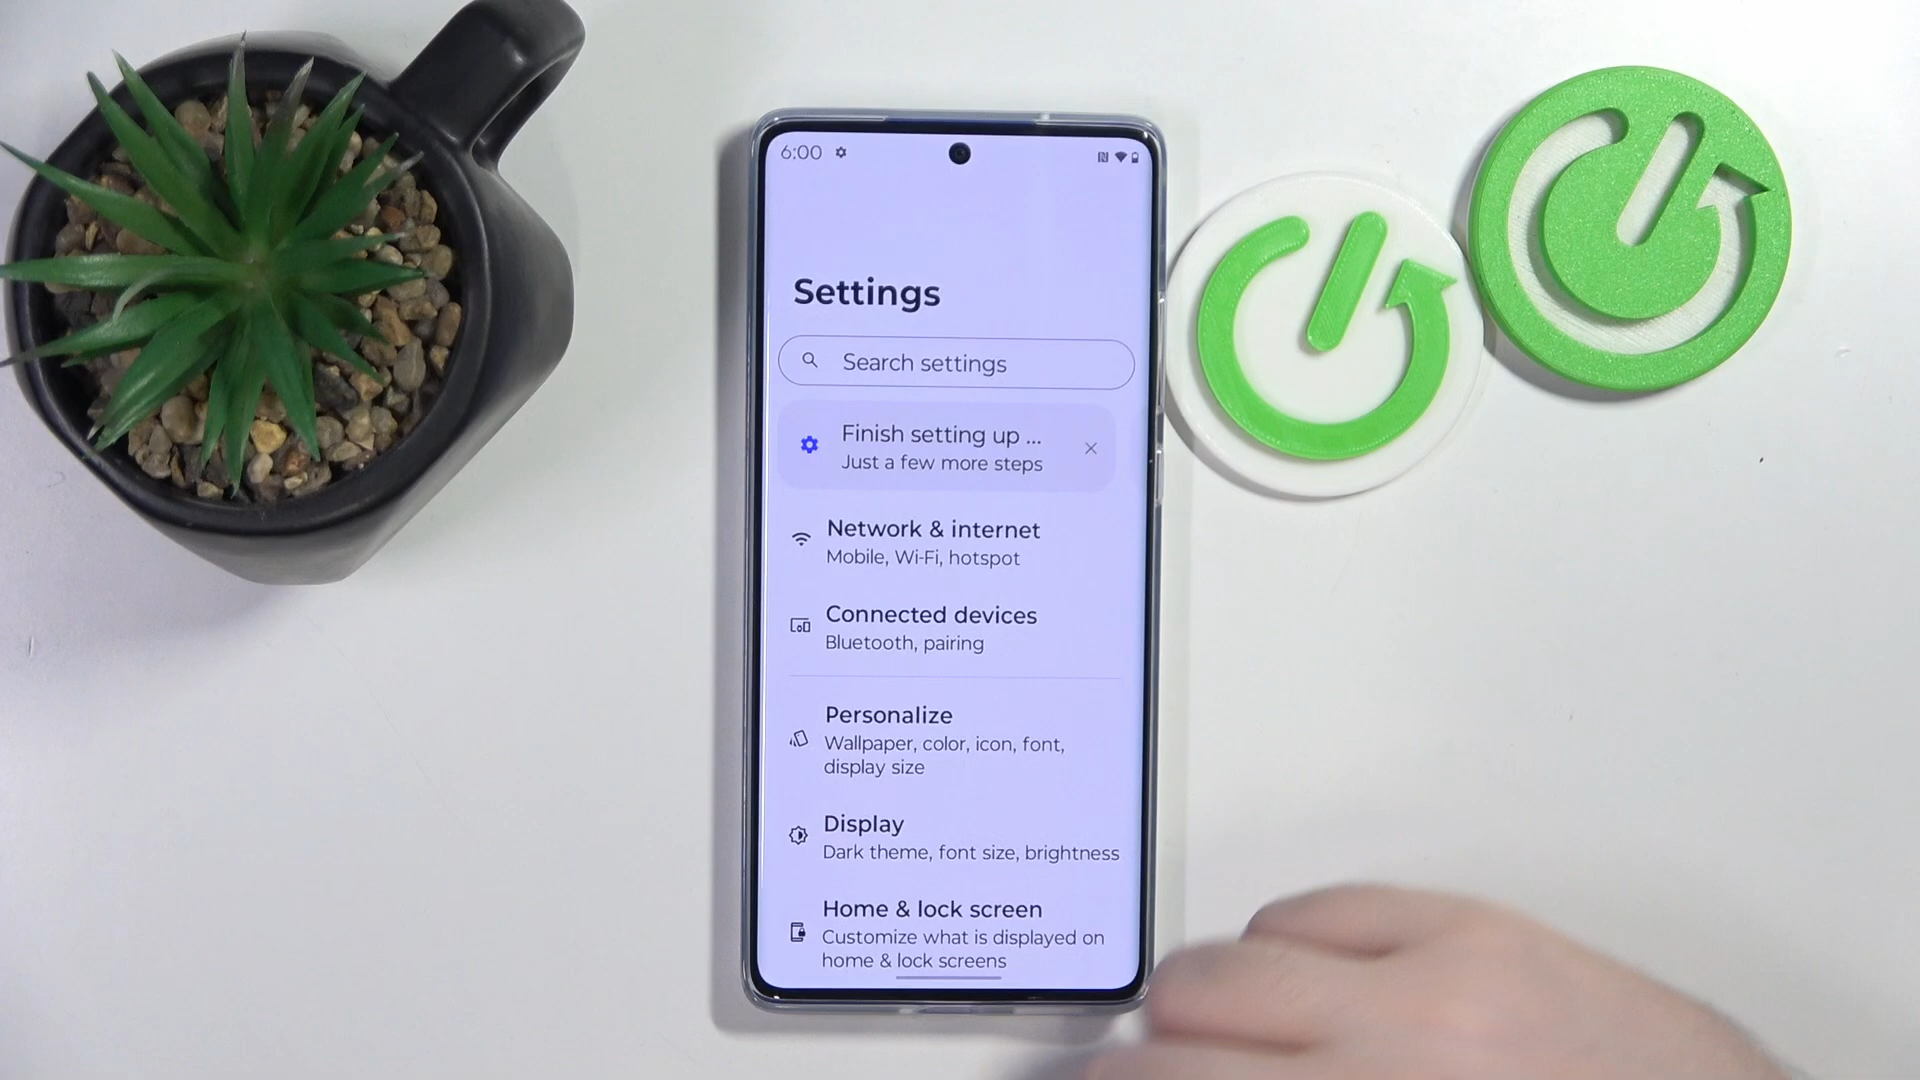 6:00
Settings
Search settings
Finish setting up ...
Just a few more steps
Network & internet
Mobile, Wi-Fi, hotspot
Connected devices
Bluetooth, pairing
Personalize
Wallpaper, color, icon, font,
display size
Display
Dark theme, font size, brightness
Home & lock screen
Customize what is displayed on
home & lock screens